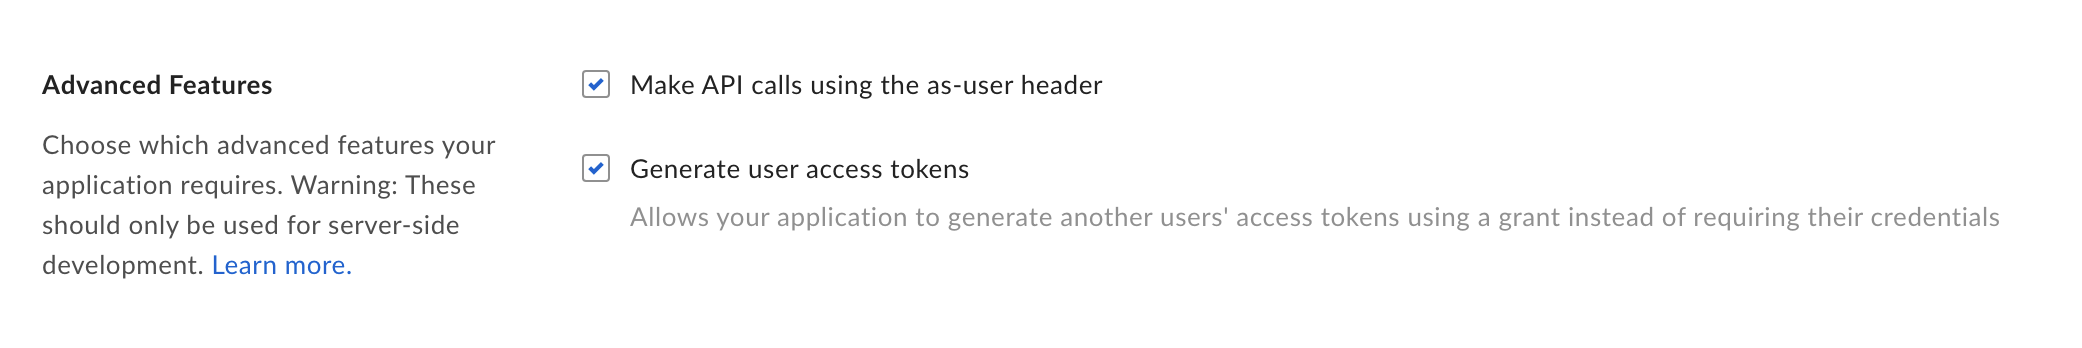 Advanced Features
Choose which advanced features your
application requires. Warning: These
should only be used for server-side
development. Learn more.
Make API calls using the as-user header
Generate user access tokens
Allows your application to generate another users' access tokens using a grant instead of requiring their credentials